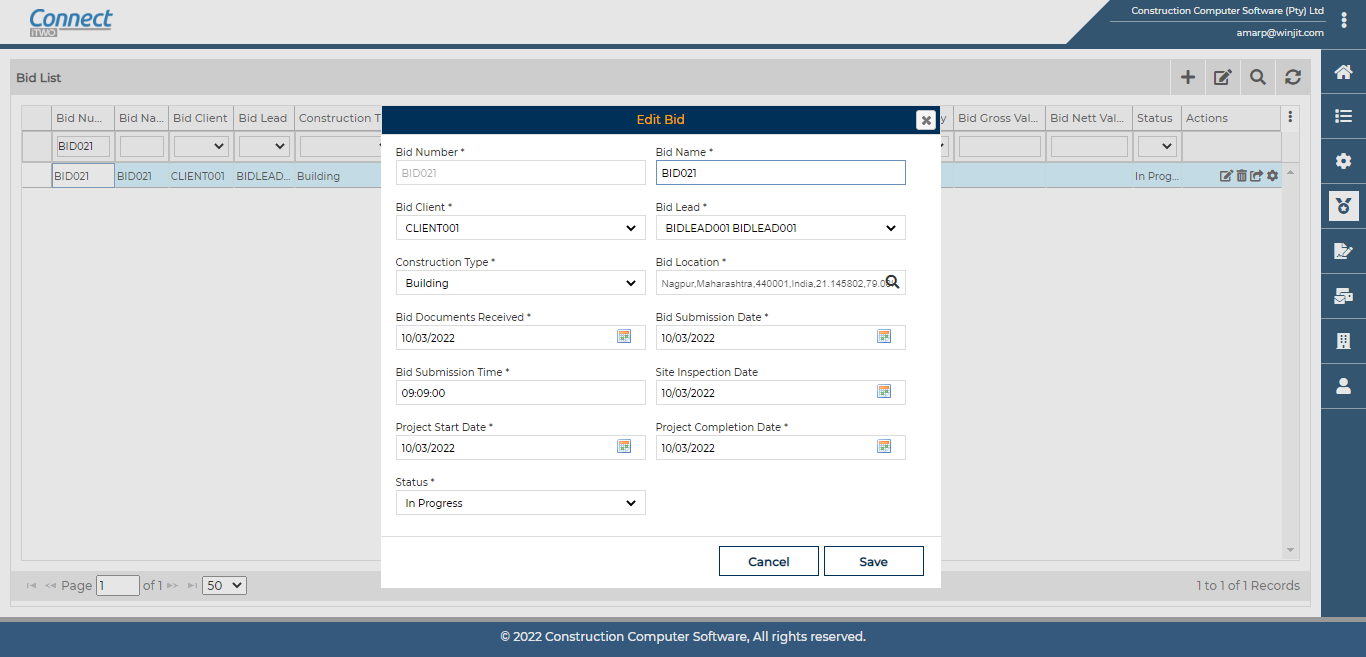 Connect
iTWO
Construction Computer Software (Pty) Ltd
amarp@winjit.com
Bid List
Bid Nu... Bid Na... Bid Client Bid Lead Construction T Bid Gross Val... Bid Nett Val... Status Actions
BID021
BID021 BID021 CLIENT001 BIDLEAD... Building In Prog...
Edit Bid
Bid Number * Bid Name *
BID021 BID021
Bid Client * Bid Lead *
CLIENT001 BIDLEAD001 BIDLEAD001
Construction Type * Bid Location *
Building Nagpur,Maharashtra,440001,India,21.145802,79.08
Bid Documents Received * Bid Submission Date *
10/03/2022 10/03/2022
Bid Submission Time * Site Inspection Date
09:09:00 10/03/2022
Project Start Date * Project Completion Date *
10/03/2022 10/03/2022
Status *
In Progress
Cancel Save
Page 1 of 1 50 1 to 1 of 1 Records
© 2022 Construction Computer Software, All rights reserved.